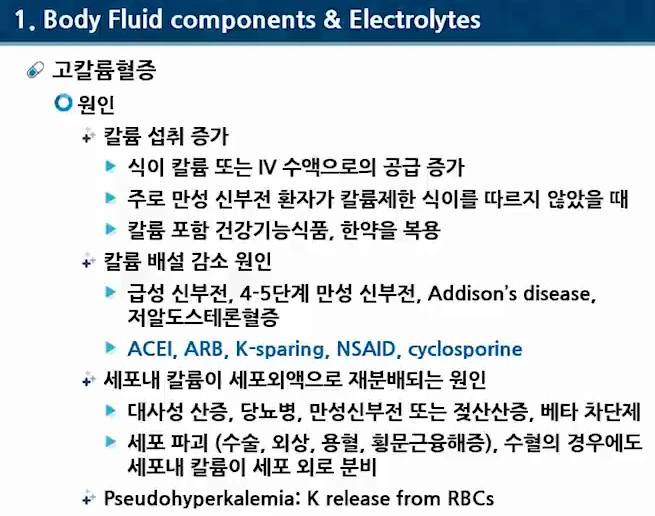 1. Body Fluid components & Electrolytes
고칼륨혈증
원인
칼륨 섭취 증가
식이 칼륨 또는 IV 수액으로의 공급 증가
주로 만성 신부전 환자가 칼륨제한 식이를 따르지 않았을 때
칼륨 포함 건강기능식품, 한약을 복용
칼륨 배설 감소 원인
급성 신부전, 4-5단계 만성 신부전, Addison's disease,
저알도스테론혈증
ACEI, ARB, K-sparing, NSAID, cyclosporine
세포내 칼륨이 세포외액으로 재분배되는 원인
대사성 산증, 당뇨병, 만성신부전 또는 젖산산증, 베타 차단제
세포 파괴 (수술, 외상, 용혈, 횡문근융해증), 수혈의 경우에도
세포내 칼륨이 세포 외로 분비
Pseudohyperkalemia: K release from RBCs